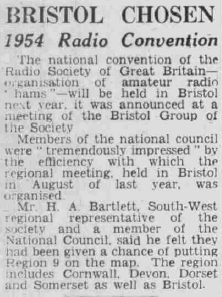 BRISTOL CHOSEN
1954 Radio Convention
The national convention of the
Radio Society of Great Britain—
organisation of amateur radio
"hams"—will be held in Bristol
next year, it was announced at a
meeting of the Bristol Group of
the Society
Members of the national council
were "tremendously impressed" by
the efficiency with which the
regional meeting, held in Bristol
in August of last year, was
organised.
Mr. H. A. Bartlett, South-West
regional representative of the
society and a member of the
National Council, said he felt they
had been given a chance of putting
Region 9 on the map. The region
includes Cornwall, Devon, Dorset
and Somerset as well as Bristol.